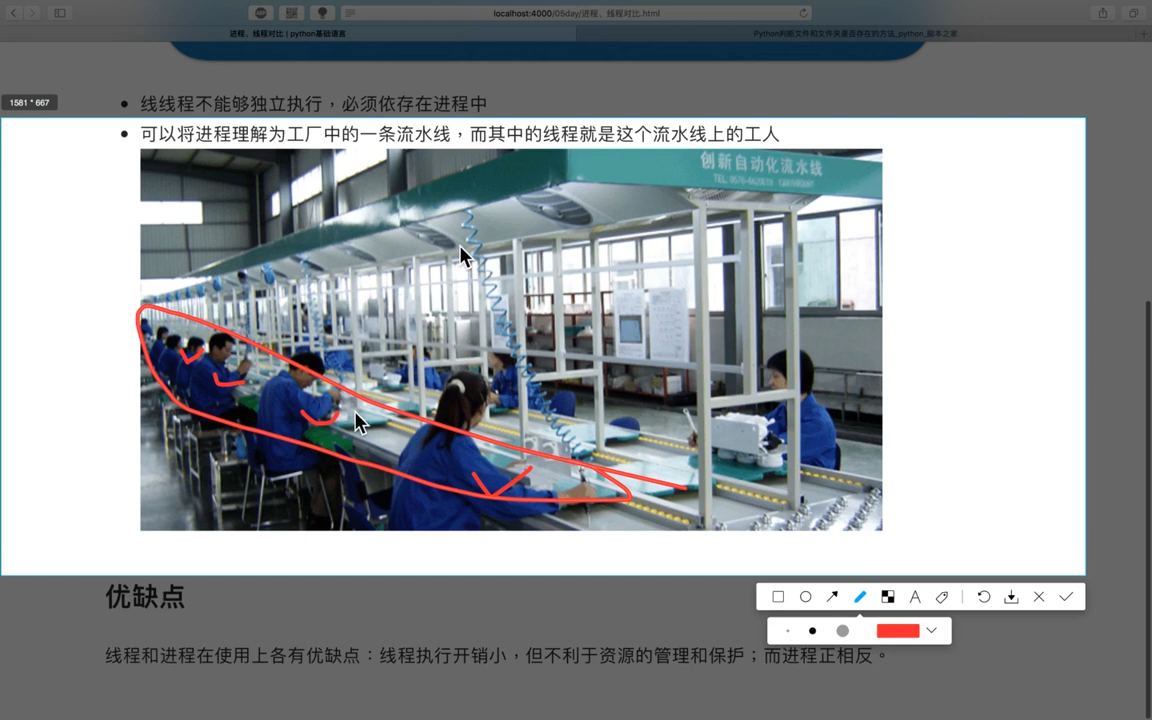 localhost:4000/05day/进程、线程对比.html
进程、线程对比 | python基础语言
Python判断文件和文件夹是否存在的方法_python_脚本之家
1581 * 667
线线程不能够独立执行，必须依存在进程中
可以将进程理解为工厂中的一条流水线，而其中的线程就是这个流水线上的工人
创新自动化流水线
优缺点
线程和进程在使用上各有优缺点：线程执行开销小，但不利于资源的管理和保护；而进程正相反。